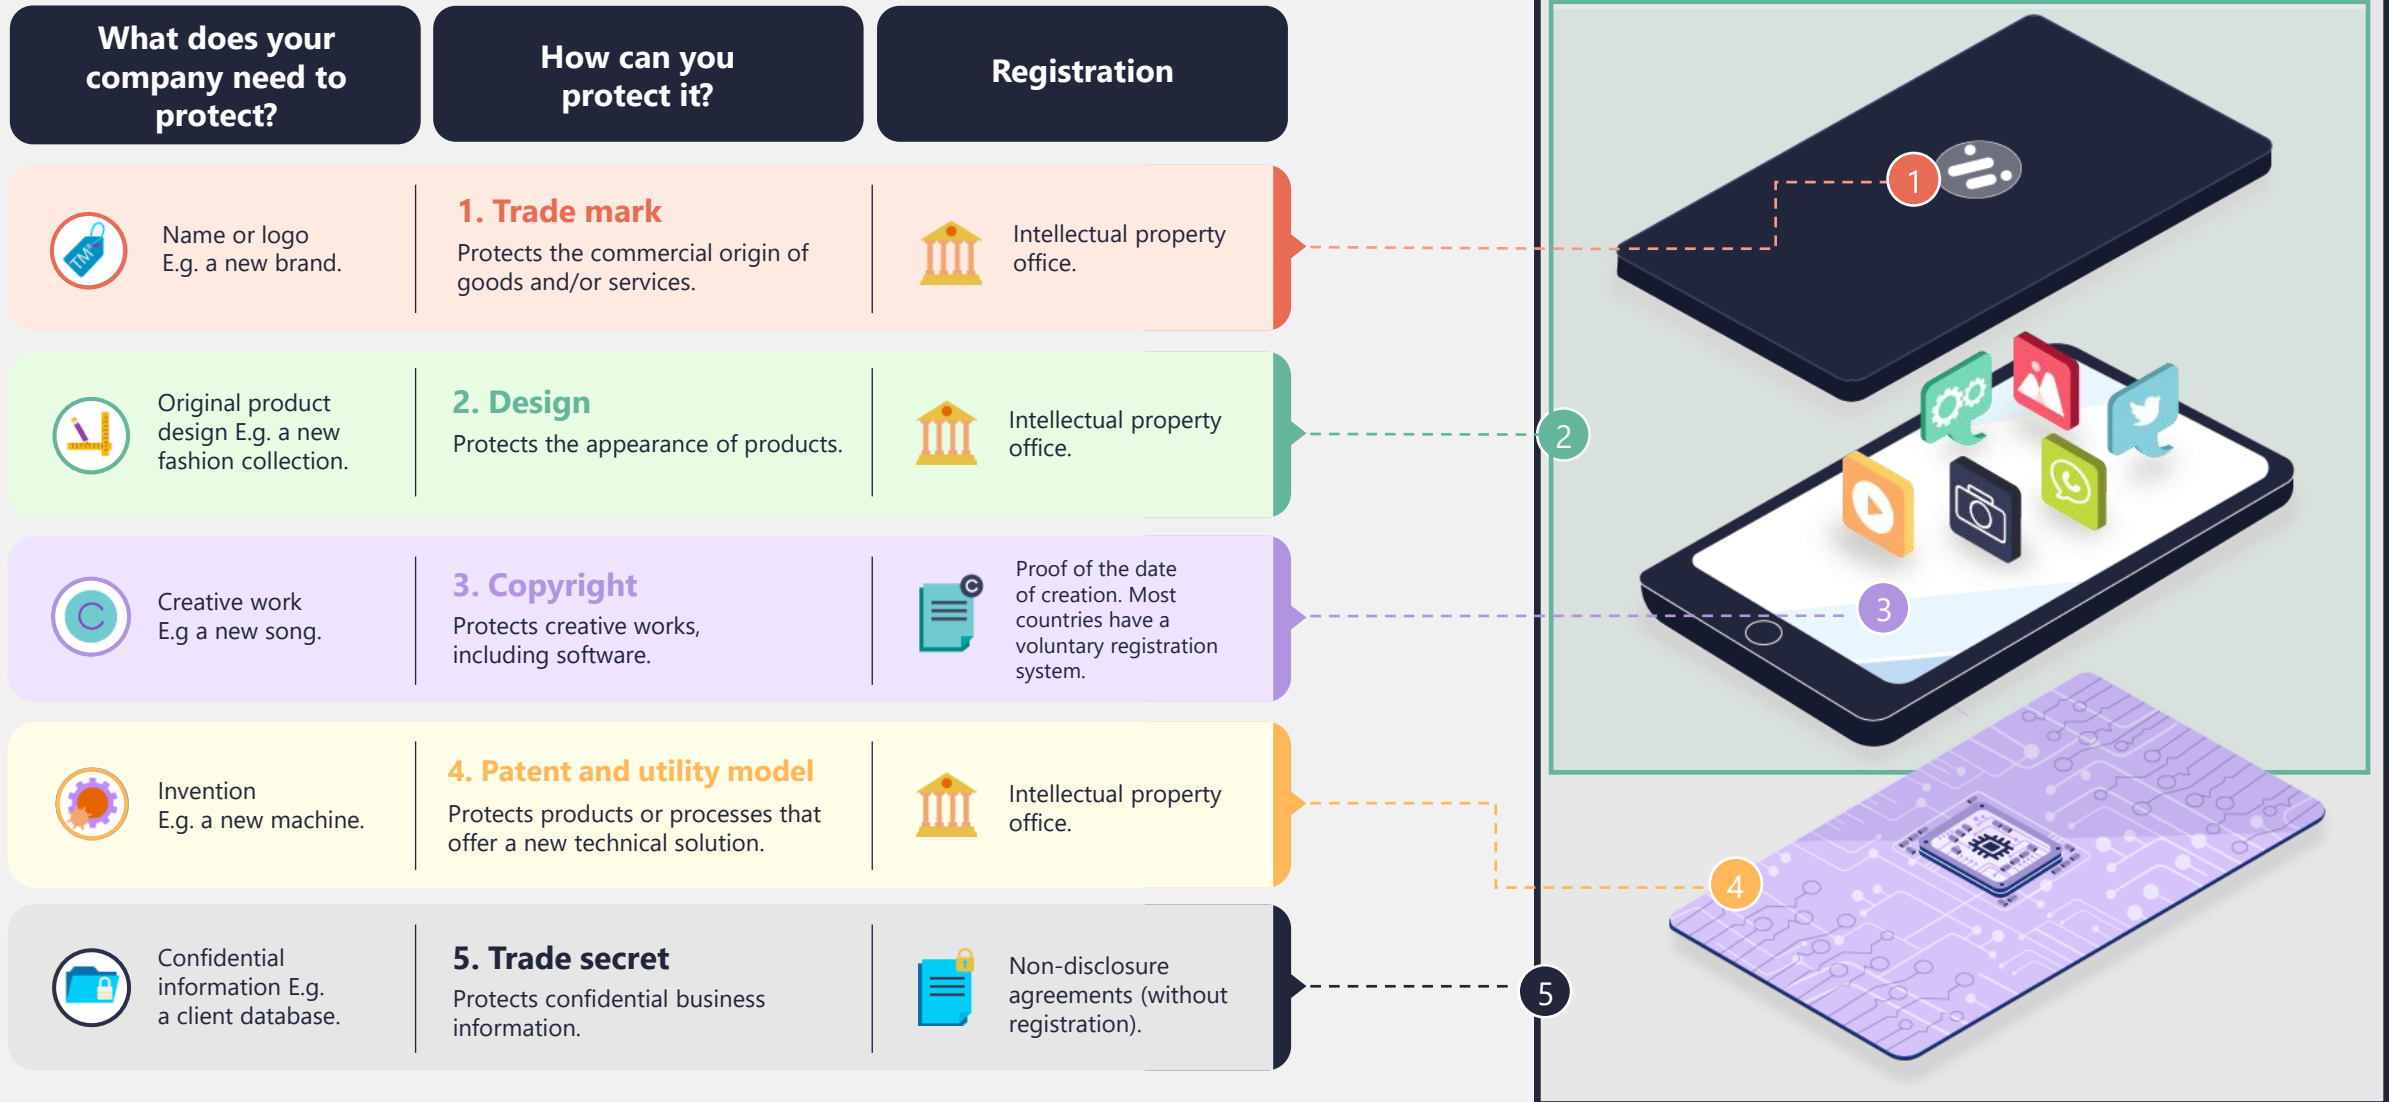 What does your
company need to
protect?
How can you
protect it?
Registration
TM
Name or logo
E.g. a new brand.
1. Trade mark
Protects the commercial origin of
goods and/or services.
Intellectual property
office.
1
Original product
design E.g. a new
fashion collection.
2. Design
Protects the appearance of products.
Intellectual property
office.
2
C
Creative work
E.g a new song.
3. Copyright
Protects creative works,
including software.
C
Proof of the date
of creation. Most
countries have a
voluntary registration
system.
3
Invention
E.g. a new machine.
4. Patent and utility model
Protects products or processes that
offer a new technical solution.
Intellectual property
office.
4
Confidential
information E.g.
a client database.
5. Trade secret
Protects confidential business
information.
Non-disclosure
agreements (without
registration).
5